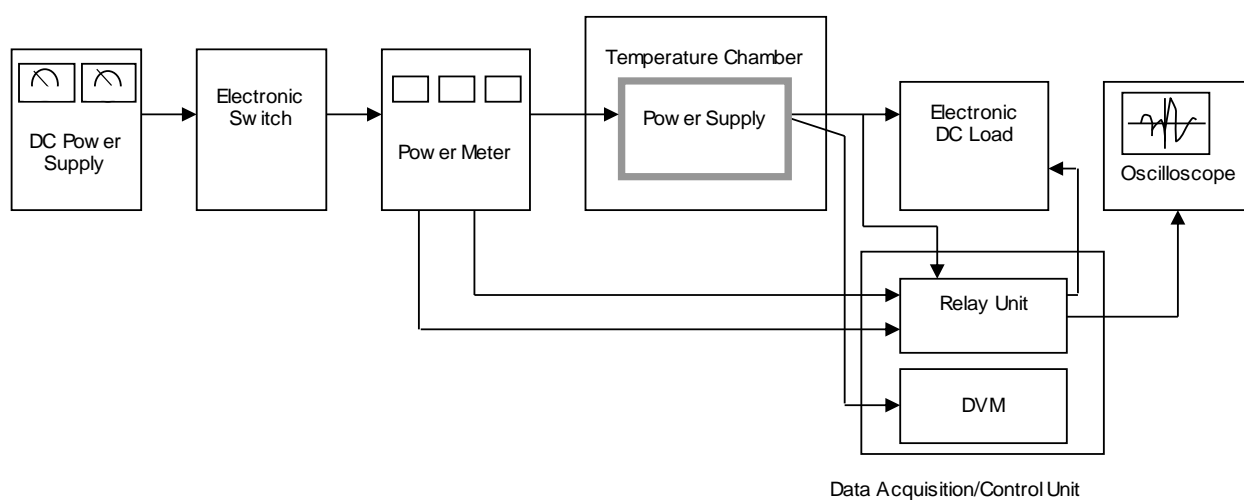 Temperature Chamber
DC Power
Supply
Electronic
Switch
Power Meter
Power Supply
Electronic
DC Load
Oscilloscope
Relay Unit
DVM
Data Acquisition/Control Unit